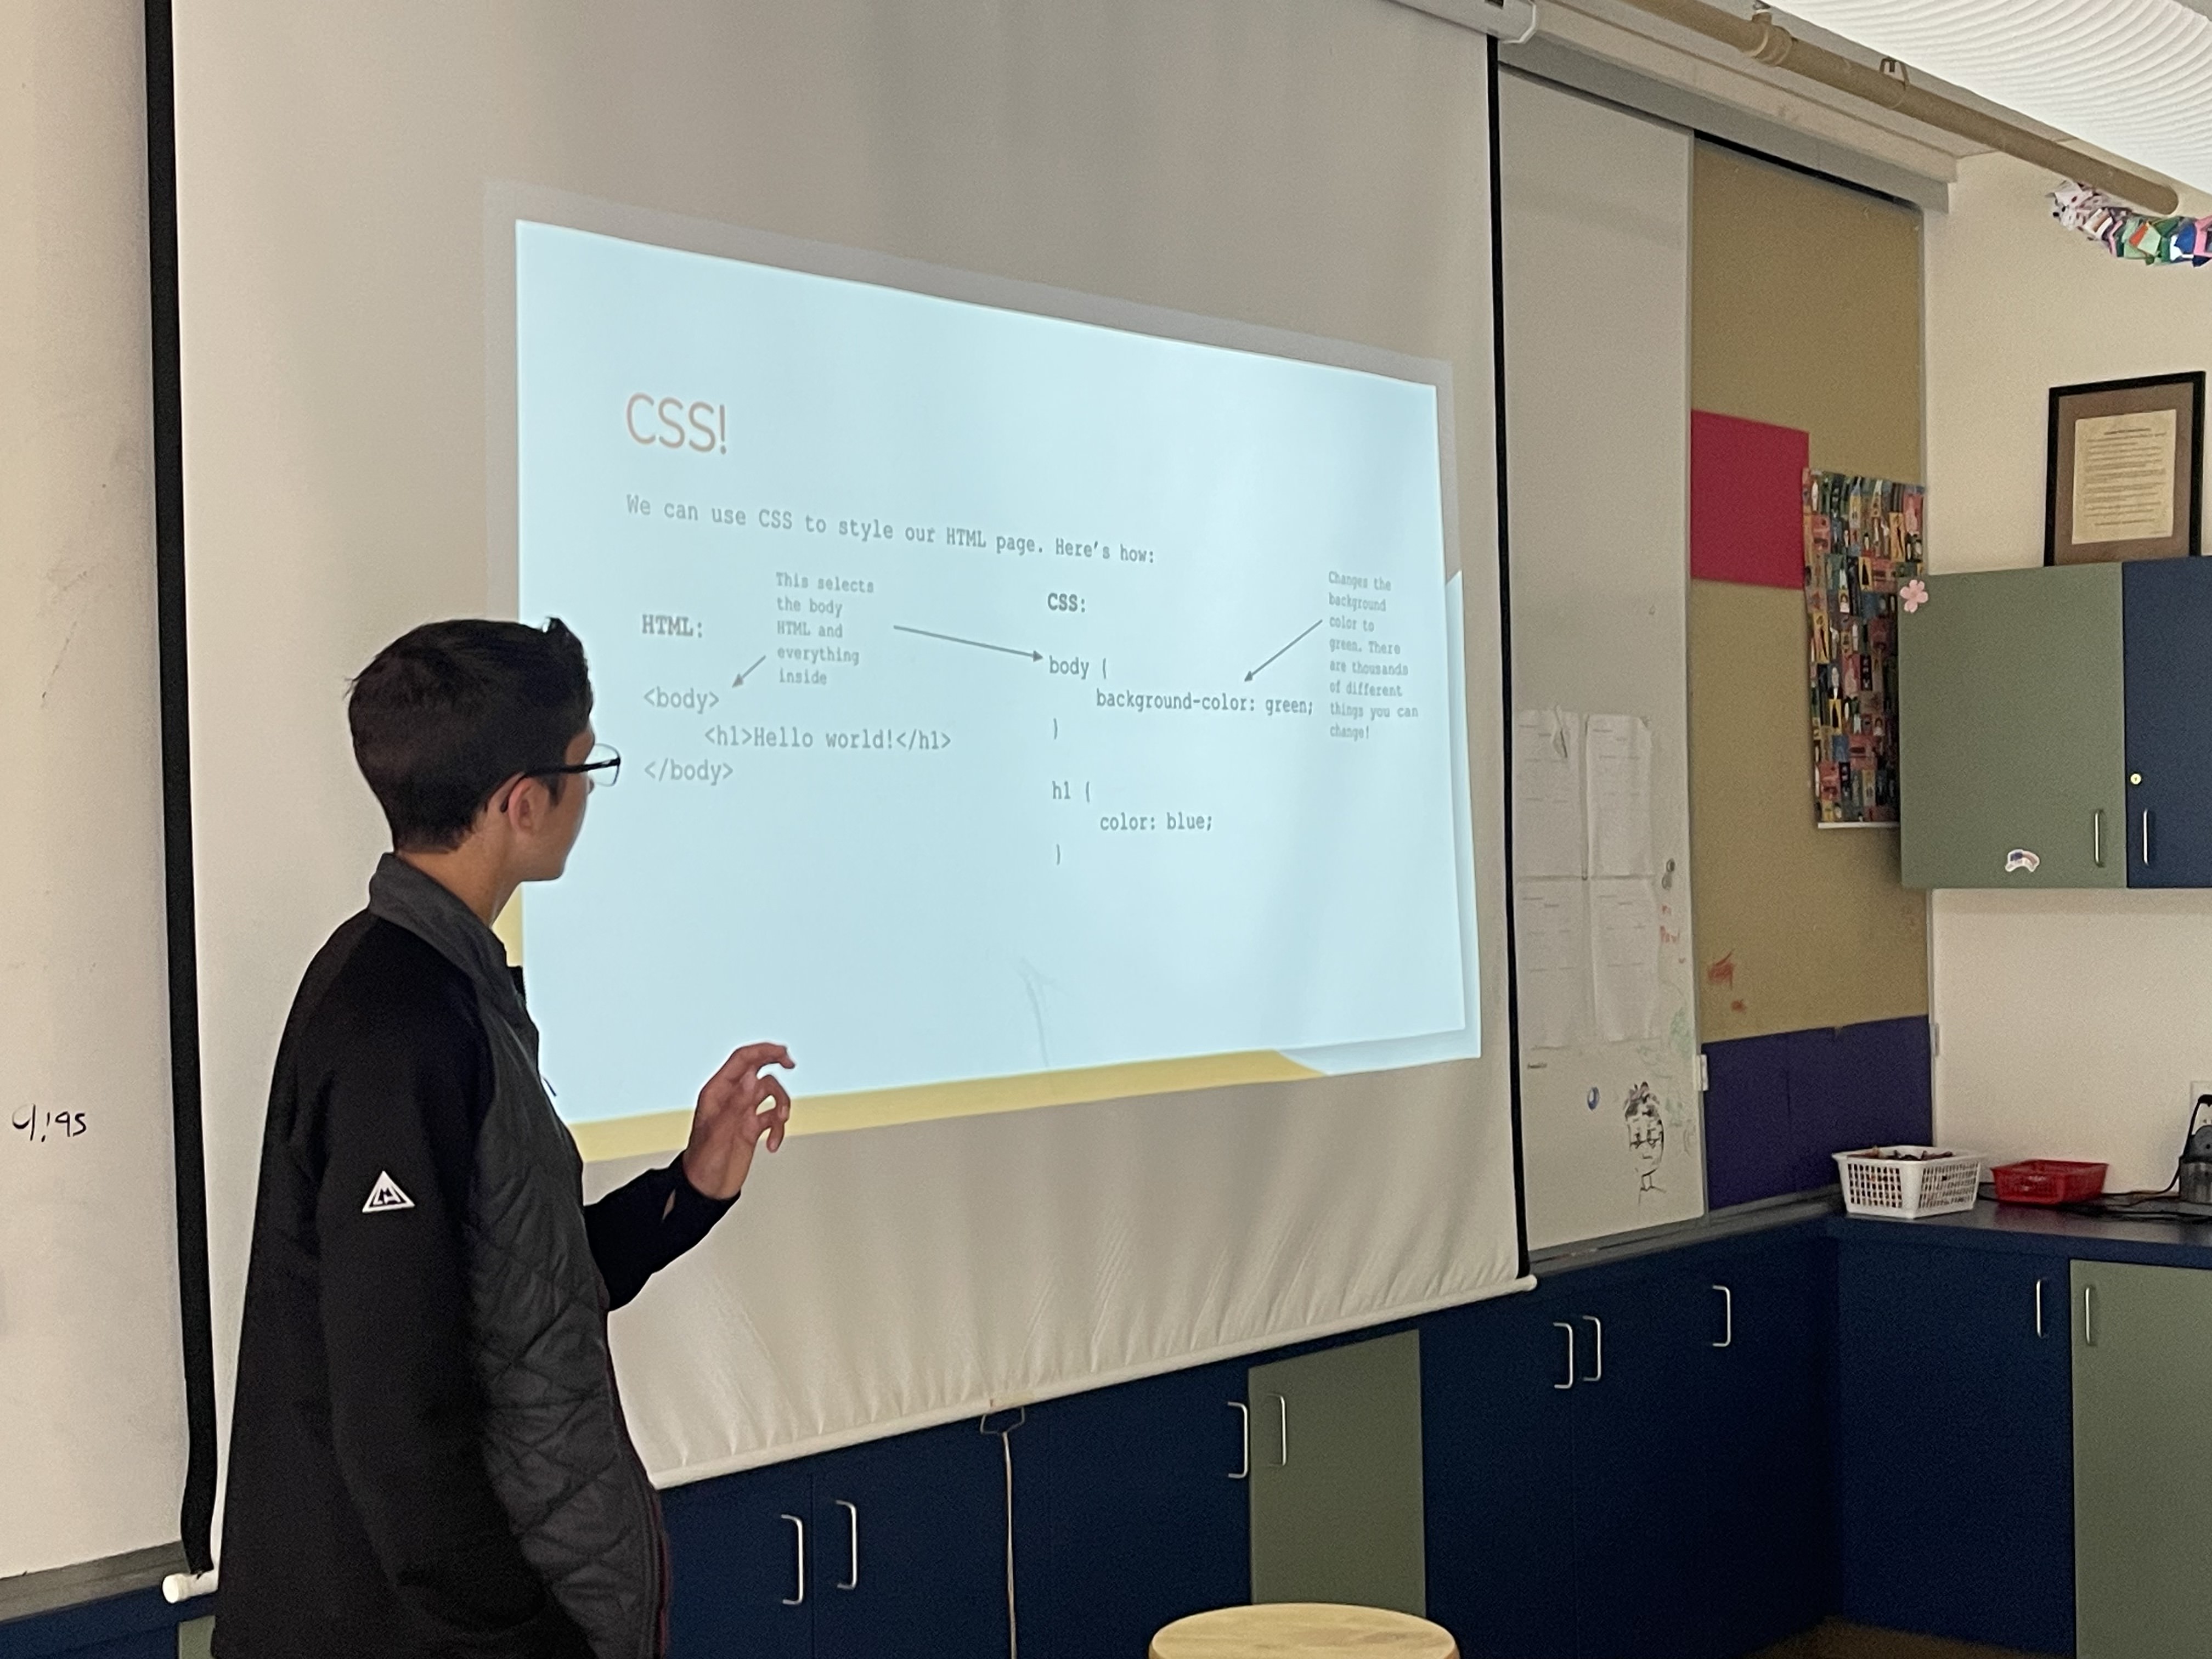 CSS!
We can use CSS to style our HTML page. Here's how:
HTML:
This selects
the body
HTML and
everything
inside
<body>
<h1>Hello world!</h1>
</body>
CSS:
body {
background-color: green;
}
h1 {
color: blue;
}
Changes the
background
color to
green. There
are thousands
of different
things you can
change!